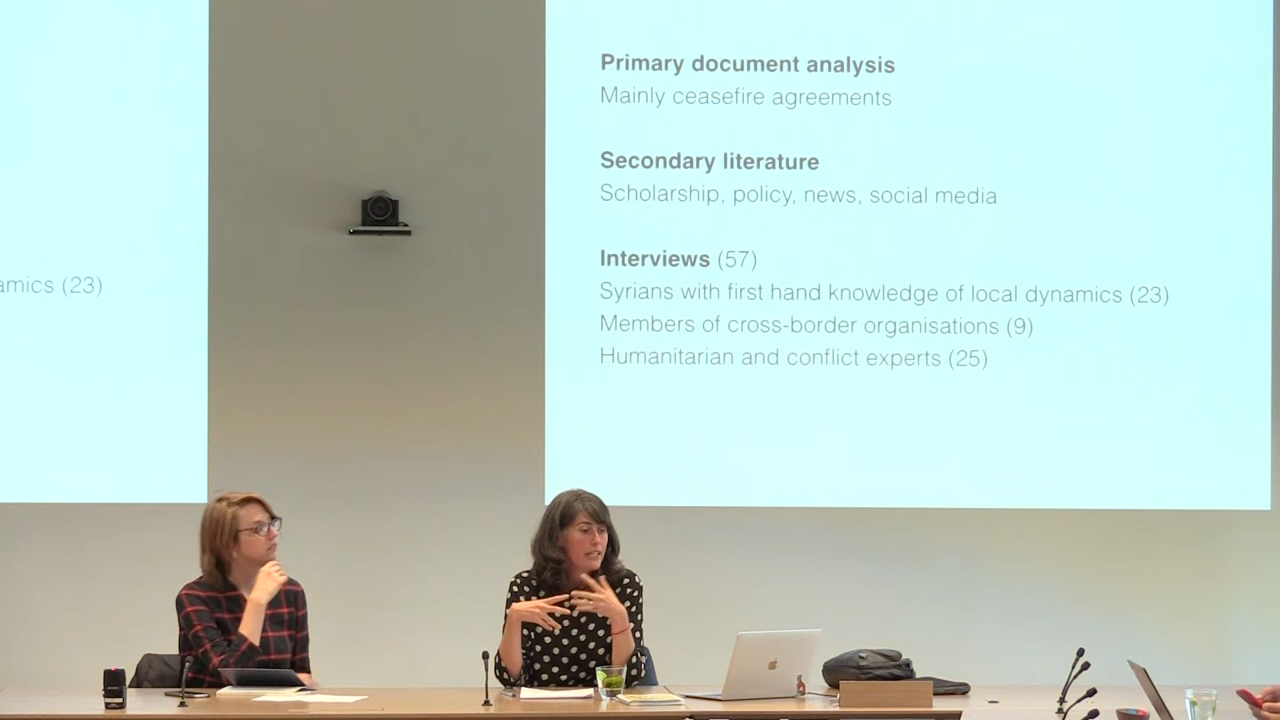 amics (23)
Primary document analysis
Mainly ceasefire agreements
Secondary literature
Scholarship, policy, news, social media
Interviews (57)
Syrians with first hand knowledge of local dynamics (23)
Members of cross-border organisations (9)
Humanitarian and conflict experts (25)